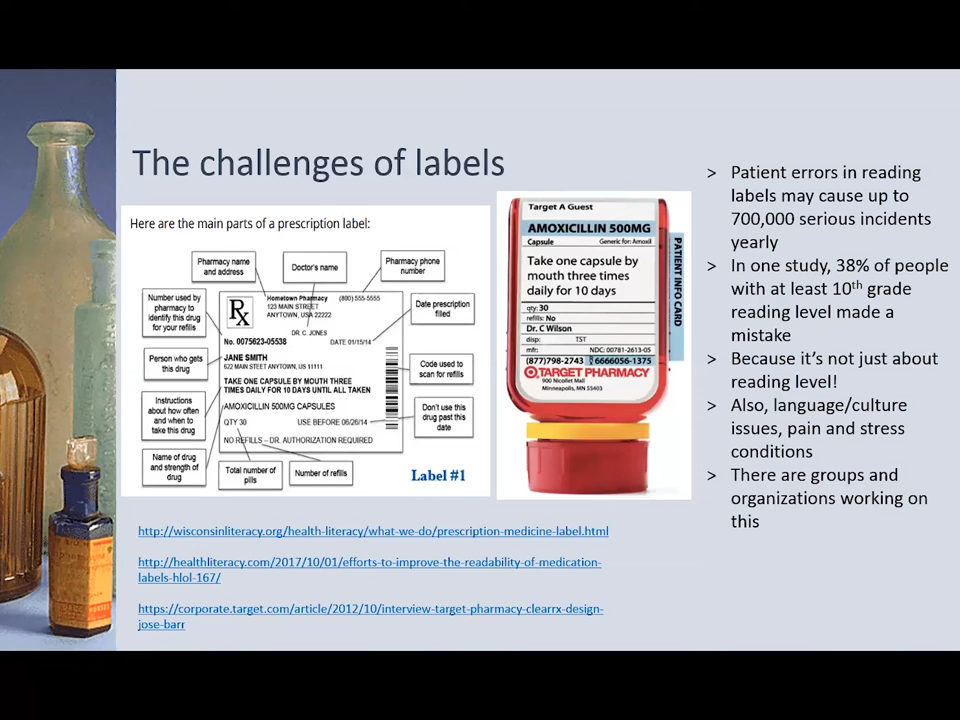 The challenges of labels
Here are the main parts of a prescription label:
Pharmacy name
and address
Doctor's name
Pharmacy phone
number
Number used by
pharmacy to
identify this drug
for your refills
Person who gets
this drug
Instructions
about how often
and when to
take this drug
Name of drug
and strength of
drug
Rx
Hometown Pharmacy (800) 555-5555
123 MAIN STREET
ANYTOWN, USA 22222
DR. C. JONES
No. 0075623-05538 DATE 01/15/14
JANE SMITH
622 MAIN STEET ANYTOWN, US 11111
TAKE ONE CAPSULE BY MOUTH THREE
TIMES DAILY FOR 10 DAYS UNTIL ALL TAKEN
AMOXICILLIN 500MG CAPSULES
QTY 30 USE BEFORE 06/26/14
NO REFILLS – DR. AUTHORIZATION REQUIRED
Date prescription
filled
Code used to
scan for refills
Don't use this
drug past this
date
Total number of
pills
Number of refills
Label #1
Target A Guest
AMOXICILLIN 500MG
Capsule Generic for: Amoxil
Take one capsule by
mouth three times
daily for 10 days
qty: 30
refills: No
Dr. C Wilson
disp: TST
mfr: NDC: 00781-2613-05
(877)798-2743 6666056-1375
TARGET PHARMACY
900 Nicollet Mall
Minneapolis, MN 55403
PATIENT INFO CARD
http://wisconsinliteracy.org/health-literacy/what-we-do/prescription-medicine-label.html
http://healthliteracy.com/2017/10/01/efforts-to-improve-the-readability-of-medication-
labels-hlol-167/
https://corporate.target.com/article/2012/10/interview-target-pharmacy-clearrx-design-
jose-barr
> Patient errors in reading
labels may cause up to
700,000 serious incidents
yearly
> In one study, 38% of people
with at least 10th grade
reading level made a
mistake
> Because it's not just about
reading level!
> Also, language/culture
issues, pain and stress
conditions
> There are groups and
organizations working on
this